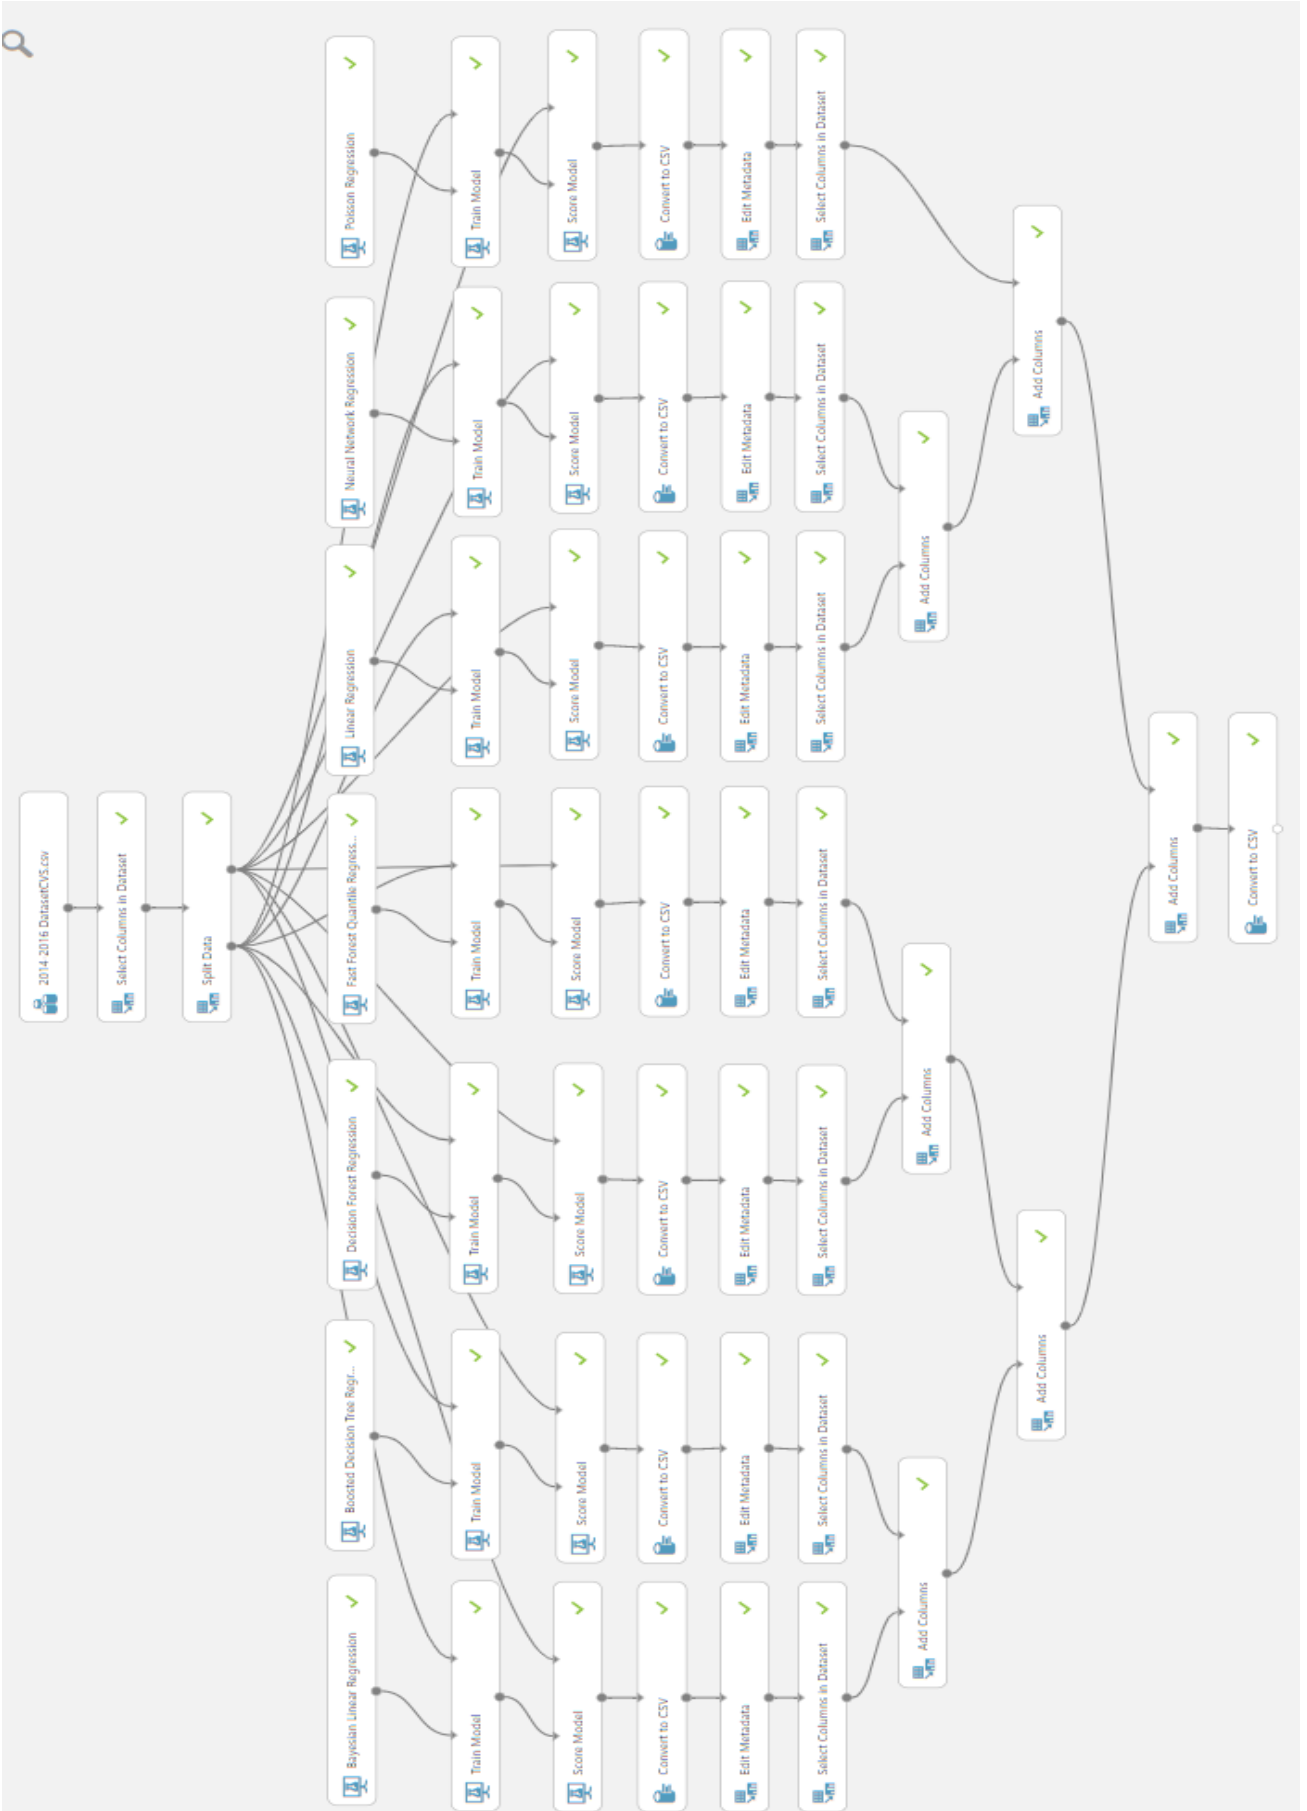 2014-2016 DatasetCVS.csv
Select Columns in Dataset
Split Data
Bayesian Linear Regression
Boosted Decision Tree Regr...
Decision Forest Regression
Fast Forest Quantile Regress...
Linear Regression
Neural Network Regression
Poisson Regression
Train Model
Train Model
Train Model
Train Model
Train Model
Train Model
Train Model
Score Model
Score Model
Score Model
Score Model
Score Model
Score Model
Score Model
Convert to CSV
Convert to CSV
Convert to CSV
Convert to CSV
Convert to CSV
Convert to CSV
Convert to CSV
Edit Metadata
Edit Metadata
Edit Metadata
Edit Metadata
Edit Metadata
Edit Metadata
Edit Metadata
Select Columns in Dataset
Select Columns in Dataset
Select Columns in Dataset
Select Columns in Dataset
Select Columns in Dataset
Select Columns in Dataset
Select Columns in Dataset
Add Columns
Add Columns
Add Columns
Add Columns
Add Columns
Add Columns
Convert to CSV